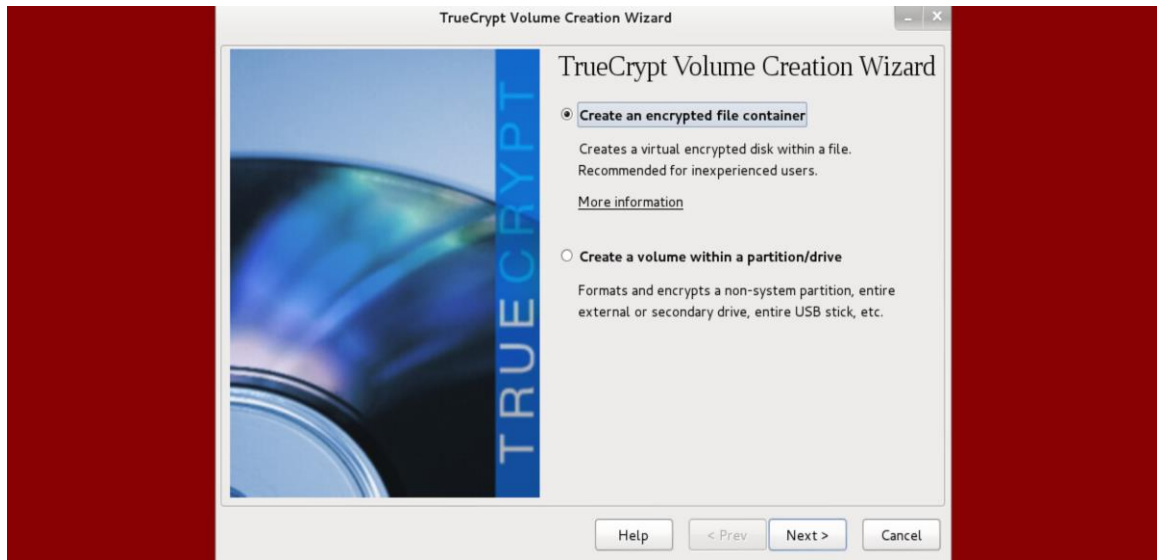 TrueCrypt Volume Creation Wizard
TRUECRYPT
TrueCrypt Volume Creation Wizard
Create an encrypted file container
Creates a virtual encrypted disk within a file.
Recommended for inexperienced users.
More information
Create a volume within a partition/drive
Formats and encrypts a non-system partition, entire
external or secondary drive, entire USB stick, etc.
Help
< Prev
Next >
Cancel